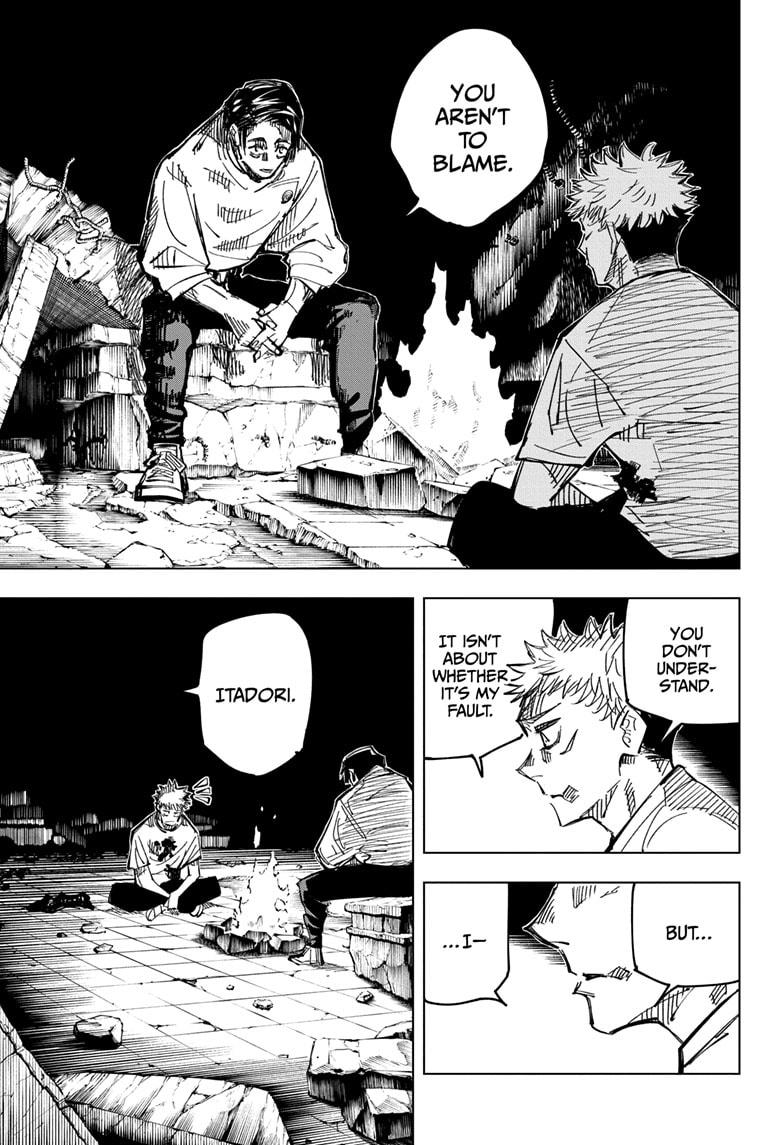 YOU
AREN'T
TO
BLAME.
YOU
DON'T
UNDER-
STAND.
IT ISN'T
ABOUT
WHETHER
IT'S MY
FAULT.
BUT...
...I–
ITADORI.